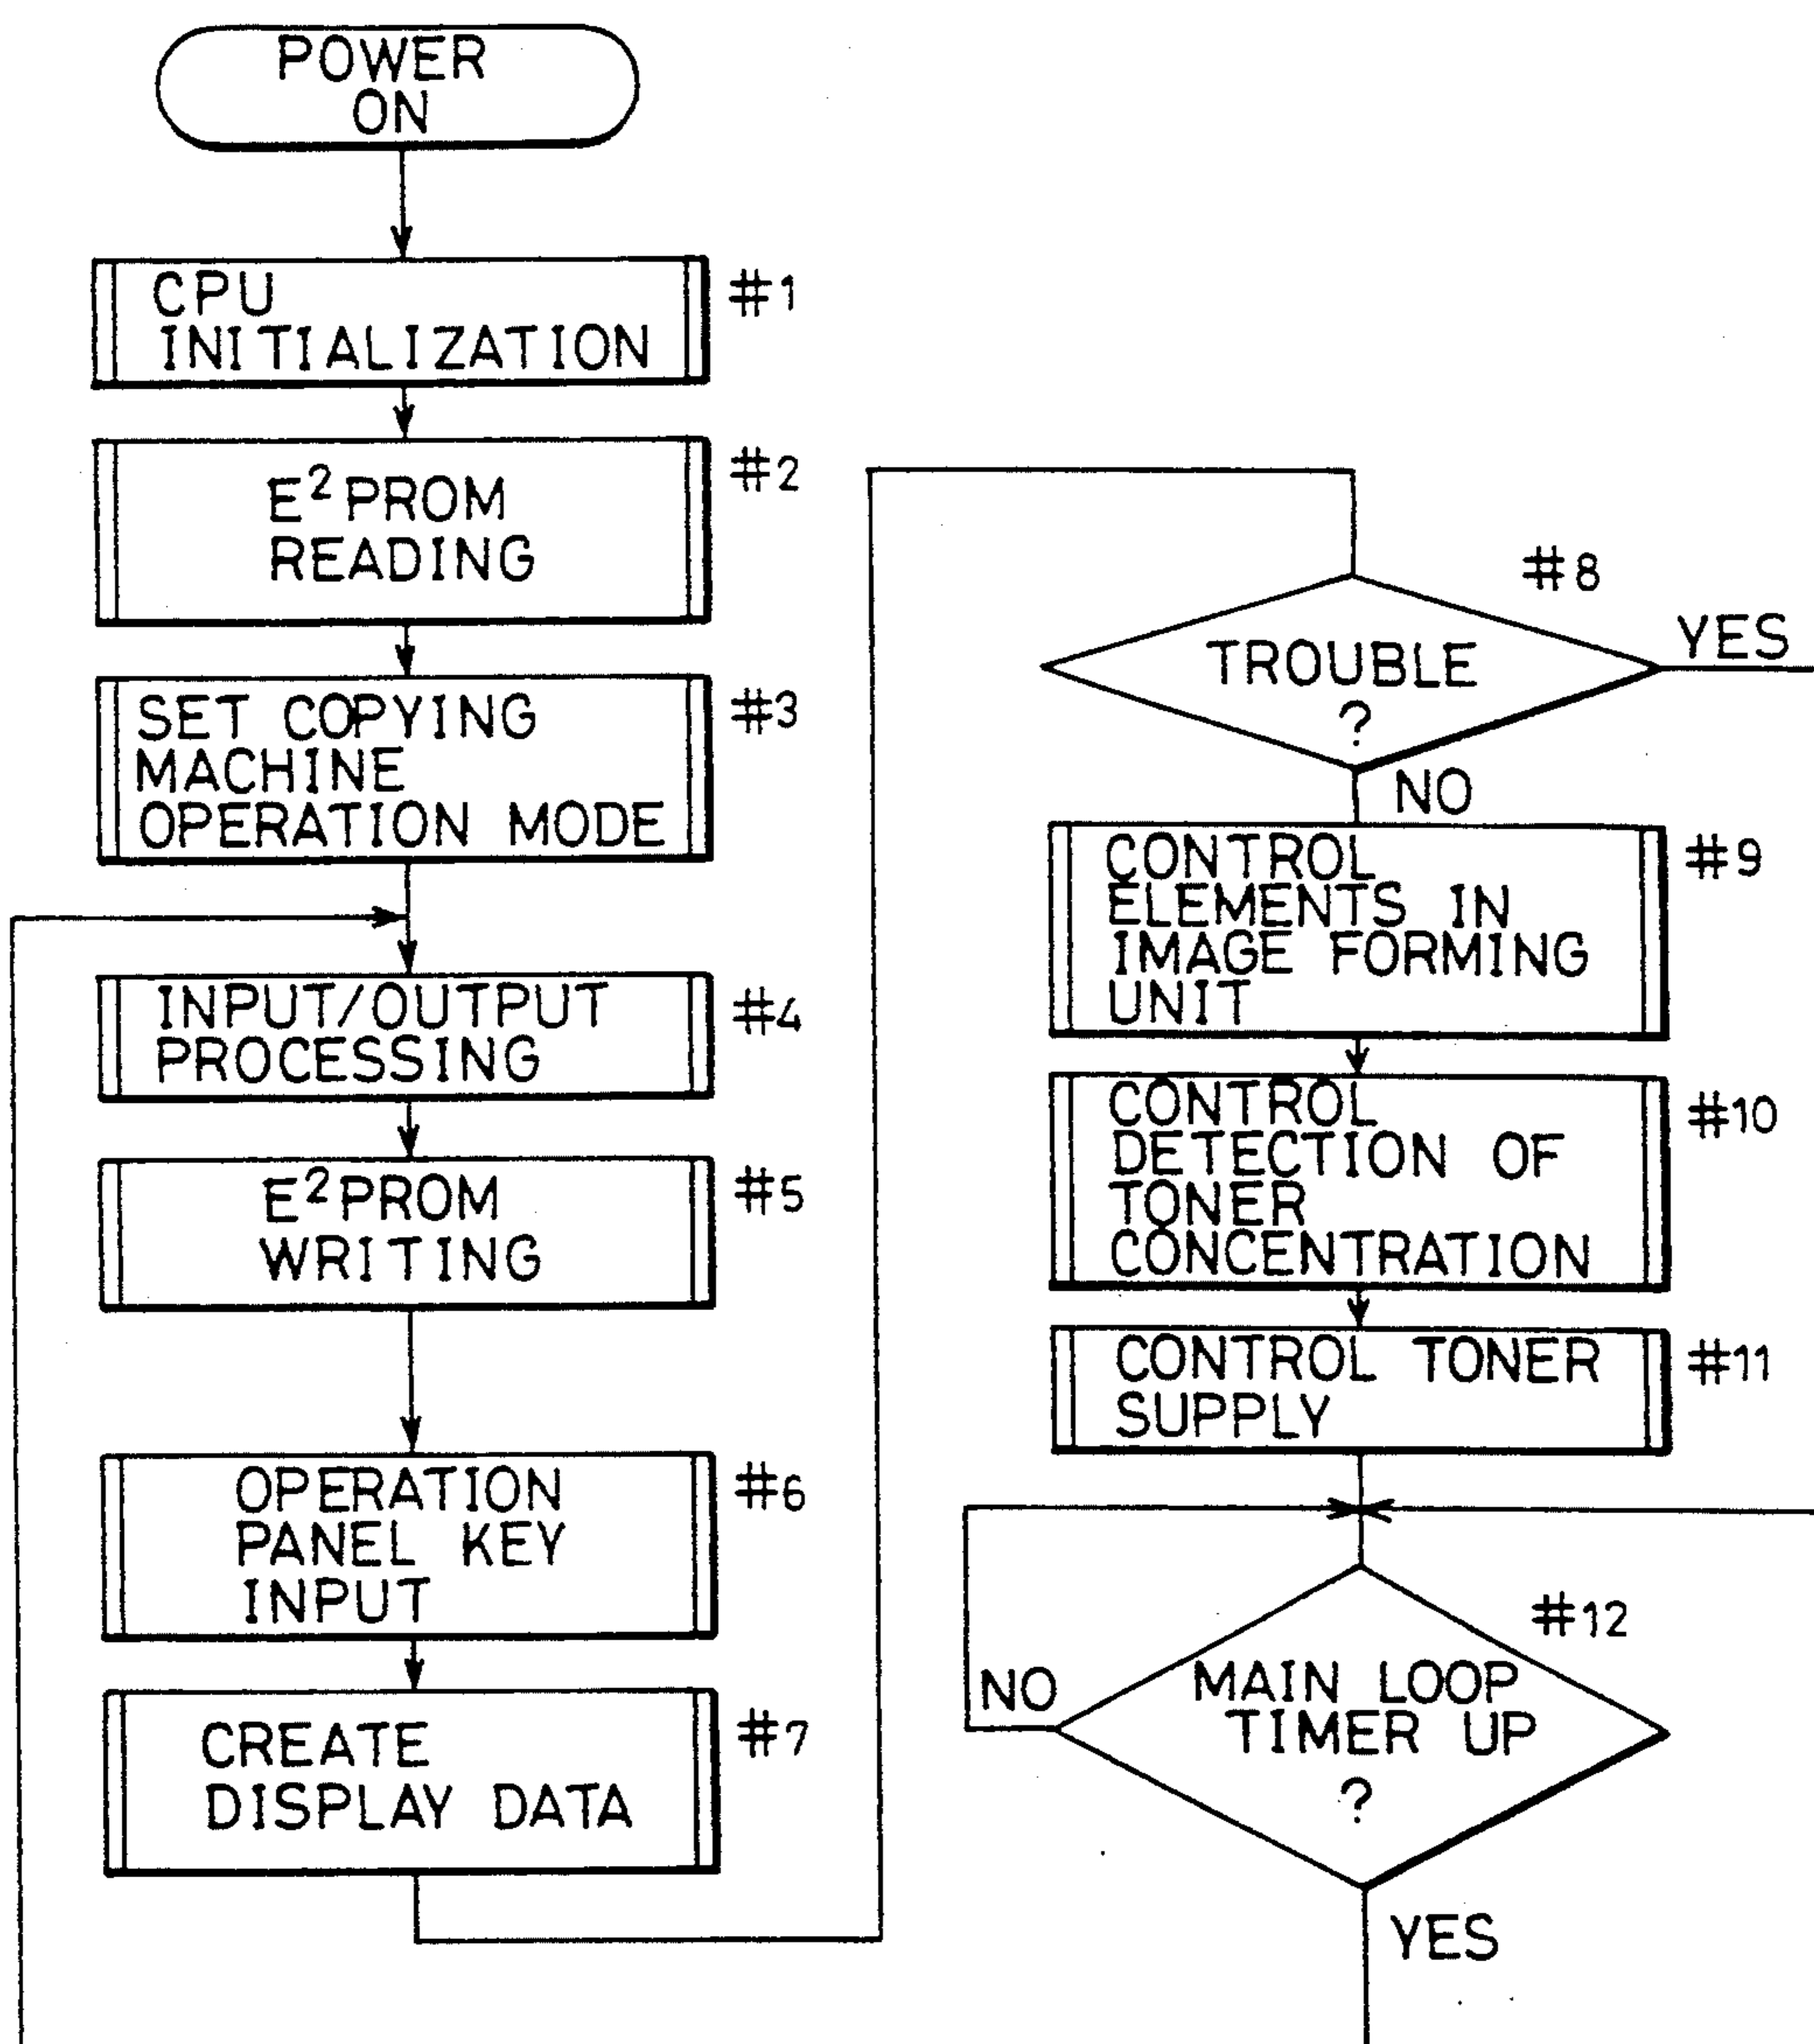 POWER
ON
CPU
INITIALIZATION
#1
E²PROM
READING
#2
SET COPYING
MACHINE
OPERATION MODE
#3
INPUT/OUTPUT
PROCESSING
#4
E²PROM
WRITING
#5
OPERATION
PANEL KEY
INPUT
#6
CREATE
DISPLAY DATA
#7
#8
TROUBLE
?
YES
NO
CONTROL
ELEMENTS IN
IMAGE FORMING
UNIT
#9
CONTROL
DETECTION OF
TONER
CONCENTRATION
#10
CONTROL TONER
SUPPLY
#11
#12
NO
MAIN LOOP
TIMER UP
?
YES